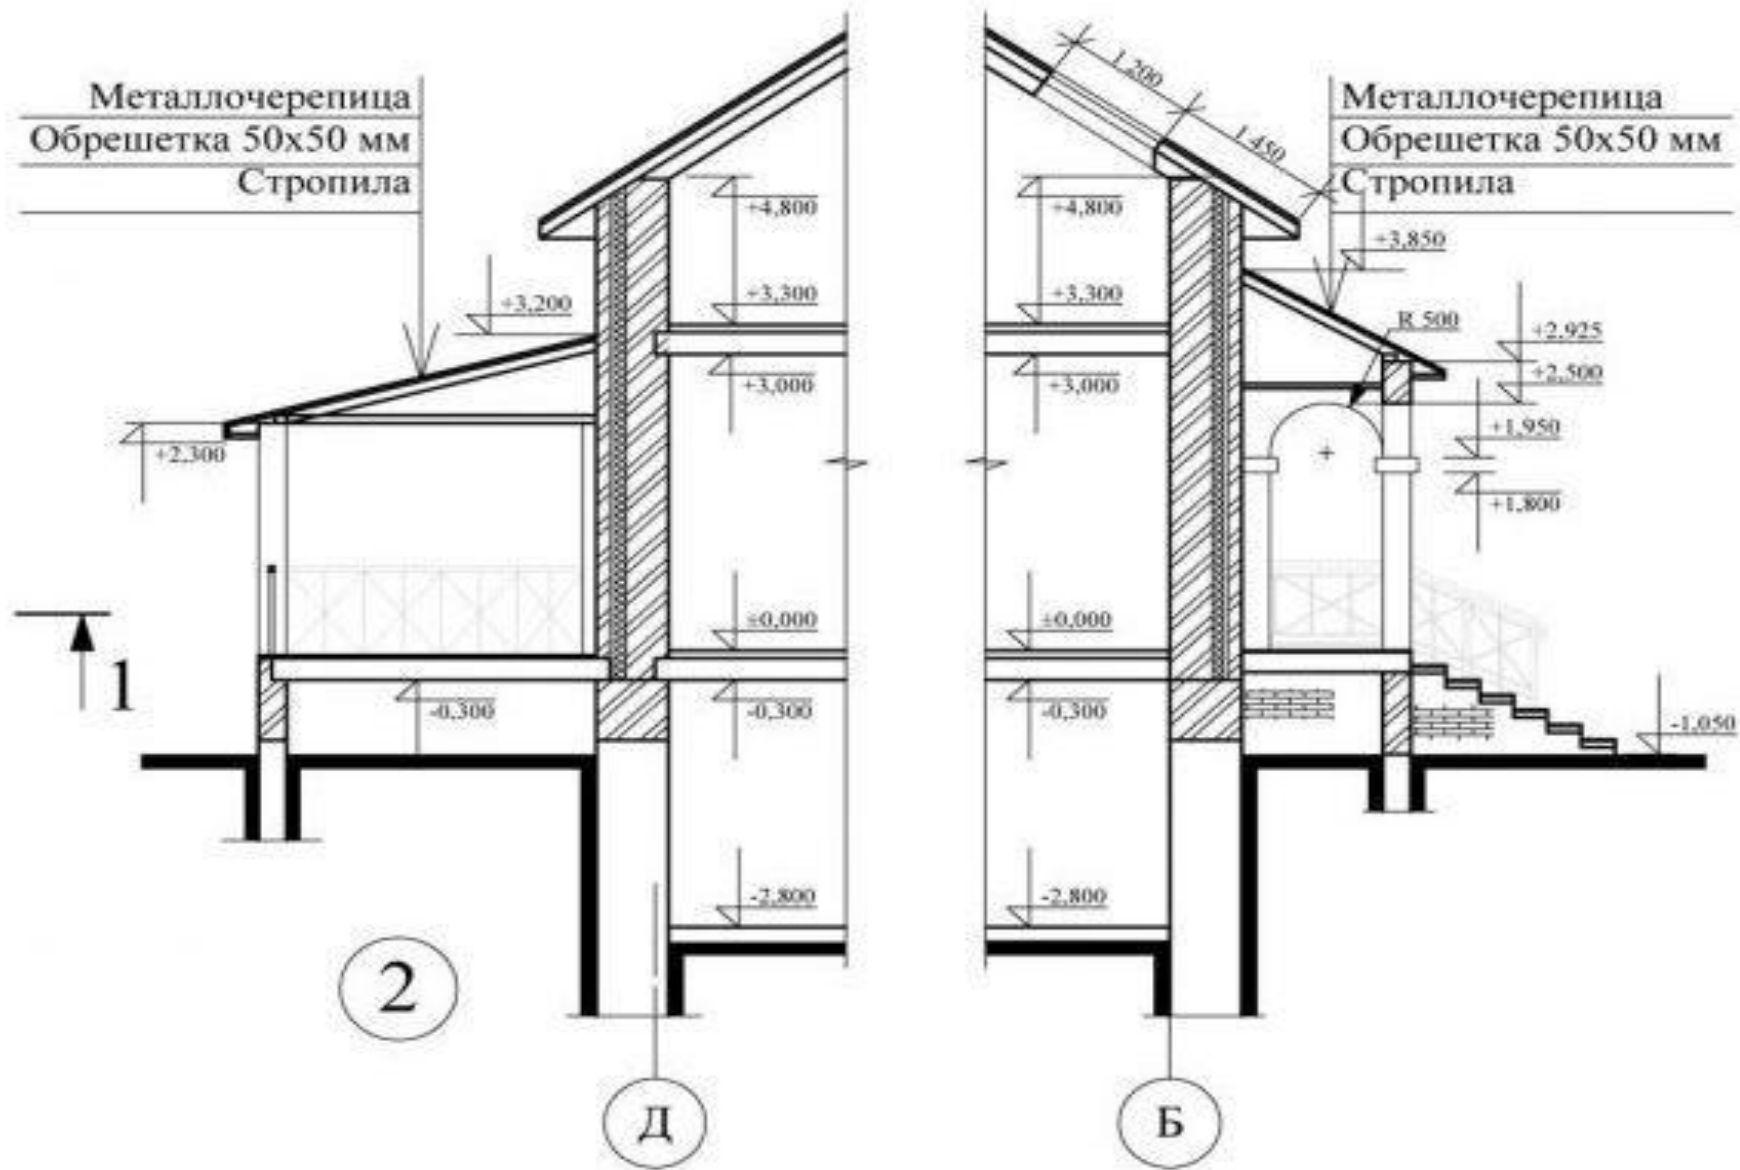 Металлочерепица
Обрешетка 50х50 мм
Стропила
1.200
1.450
Металлочерепица
Обрешетка 50х50 мм
Стропила
+4,800
+4,800
+3,850
+3,200
+3,300
+3,300
R 500
+2,925
+3,000
+3,000
+2,500
+2,300
+1,950
+1,800
±0,000
±0,000
1
-0,300
-0,300
-0,300
-1,050
-2,800
-2,800
2
Д
Б